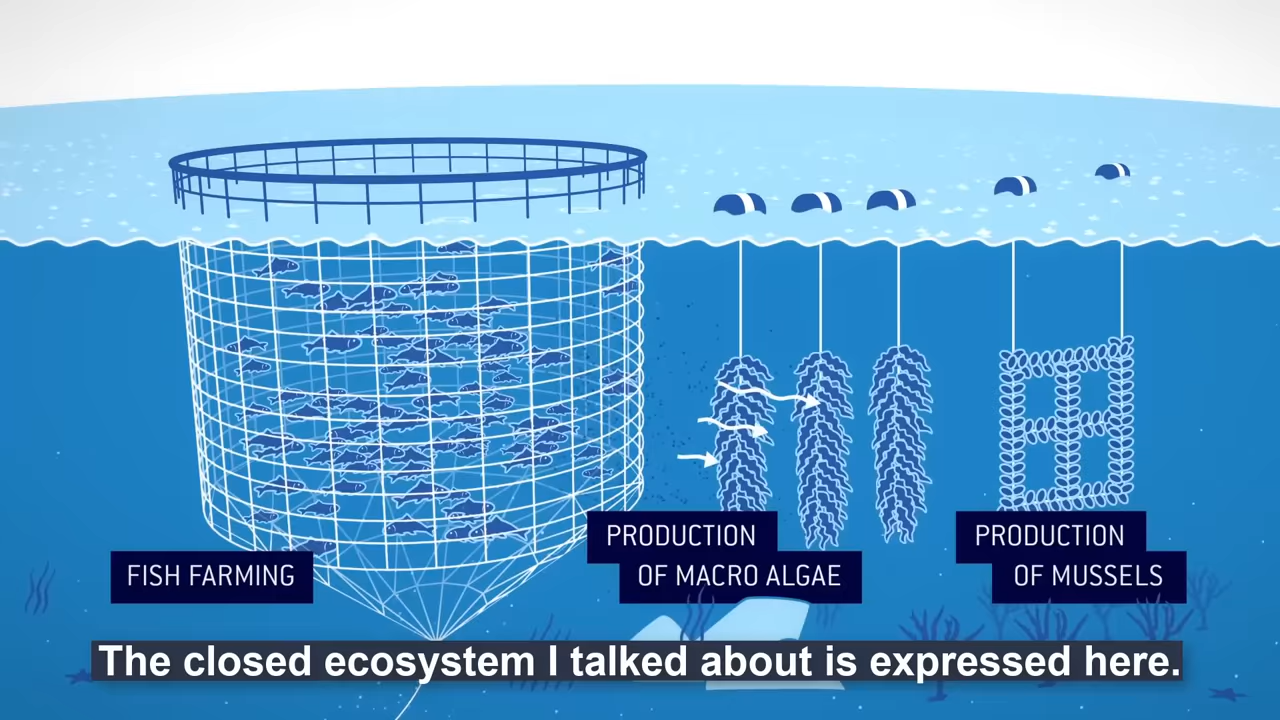 FISH FARMING
PRODUCTION
OF MACRO ALGAE
PRODUCTION
OF MUSSELS
The closed ecosystem I talked about is expressed here.